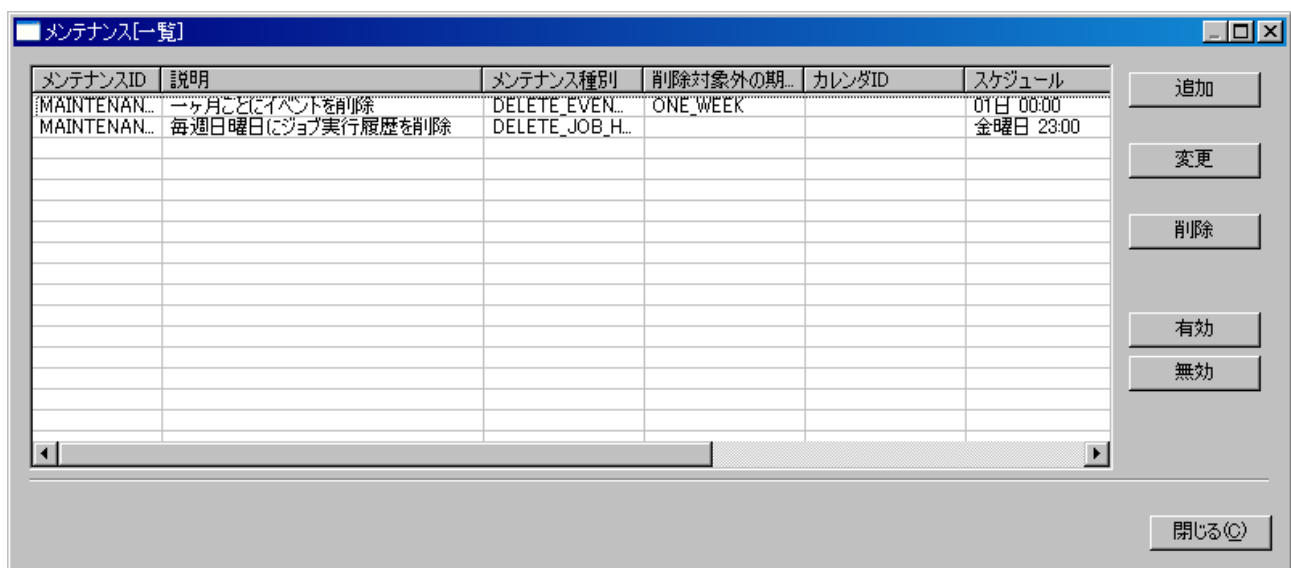 メンテナンス[一覧]
メンテナンスID 説明 メンテナンス種別 削除対象外の期... カレンダID スケジュール
MAINTENAN... 一ヶ月ごとにイベントを削除 DELETE_EVEN... ONE_WEEK 01日 00:00
MAINTENAN... 毎週日曜日にジョブ実行履歴を削除 DELETE_JOB_H... 金曜日 23:00
追加
変更
削除
有効
無効
閉じる(C)